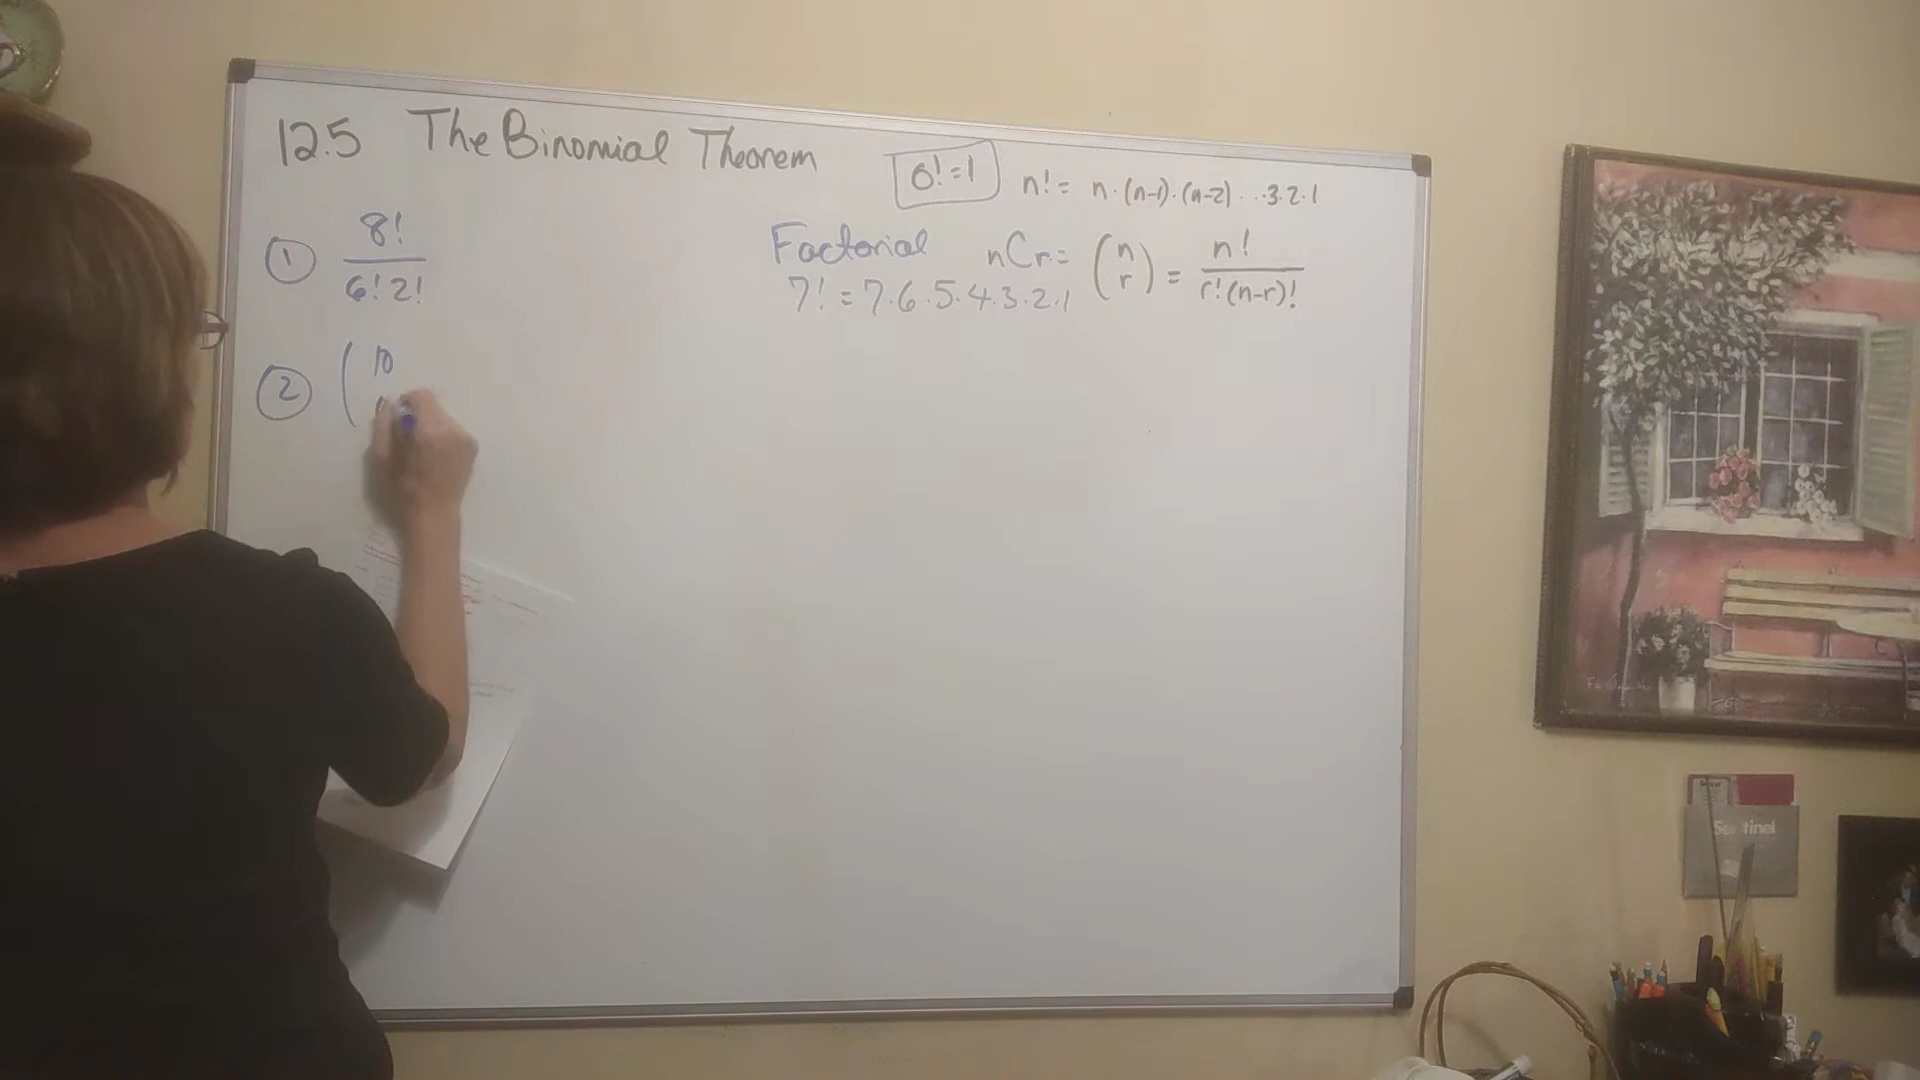 12.5 The Binomial Theorem
0! = 1 n! = n·(n-1)·(n-2)···3·2·1
① 8!/6!2!
Factorial nCr = (n r) = n!/r!(n-r)!
7! = 7·6·5·4·3·2·1
② ( 10